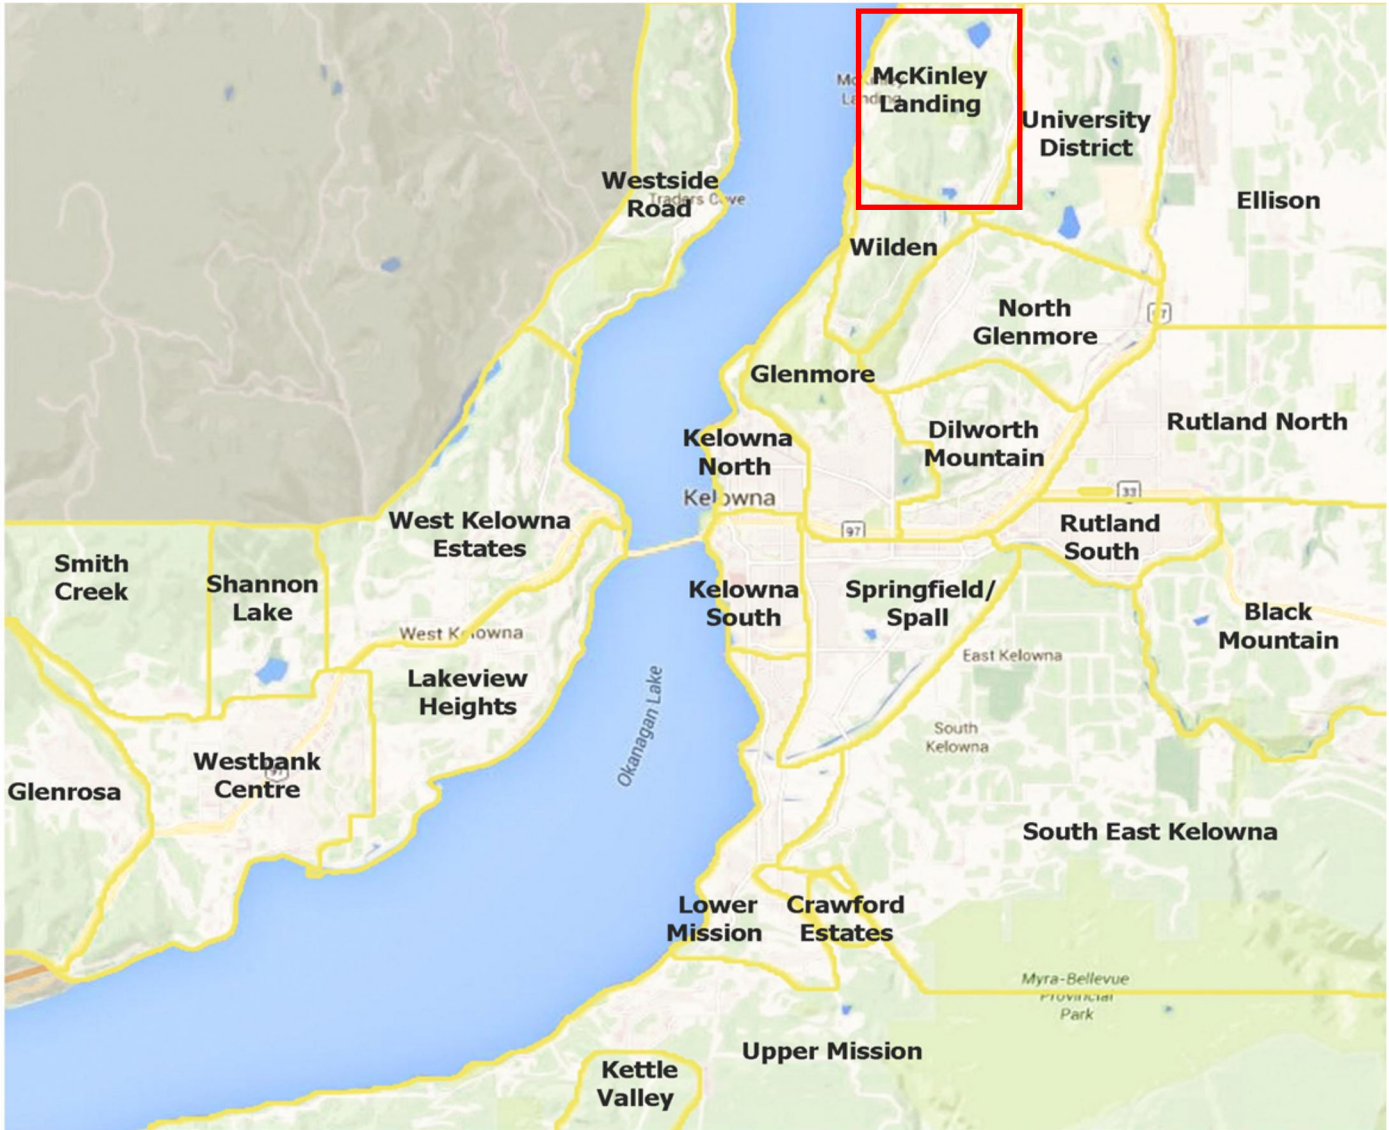 McKinley
Landing
McKinley
Landing
University
District
Westside
Road
Traders Cove
Ellison
Wilden
North
Glenmore
97
Glenmore
Rutland North
Dilworth
Mountain
Kelowna
North
Kelowna
33
97
West Kelowna
Estates
Rutland
South
Smith
Creek
Shannon
Lake
Kelowna
South
Springfield/
Spall
Black
Mountain
West Kelowna
East Kelowna
Lakeview
Heights
Okanagan Lake
South
Kelowna
Westbank
Centre
97
Glenrosa
South East Kelowna
Lower
Mission
Crawford
Estates
Myra-Bellevue
Provincial
Park
Upper Mission
Kettle
Valley